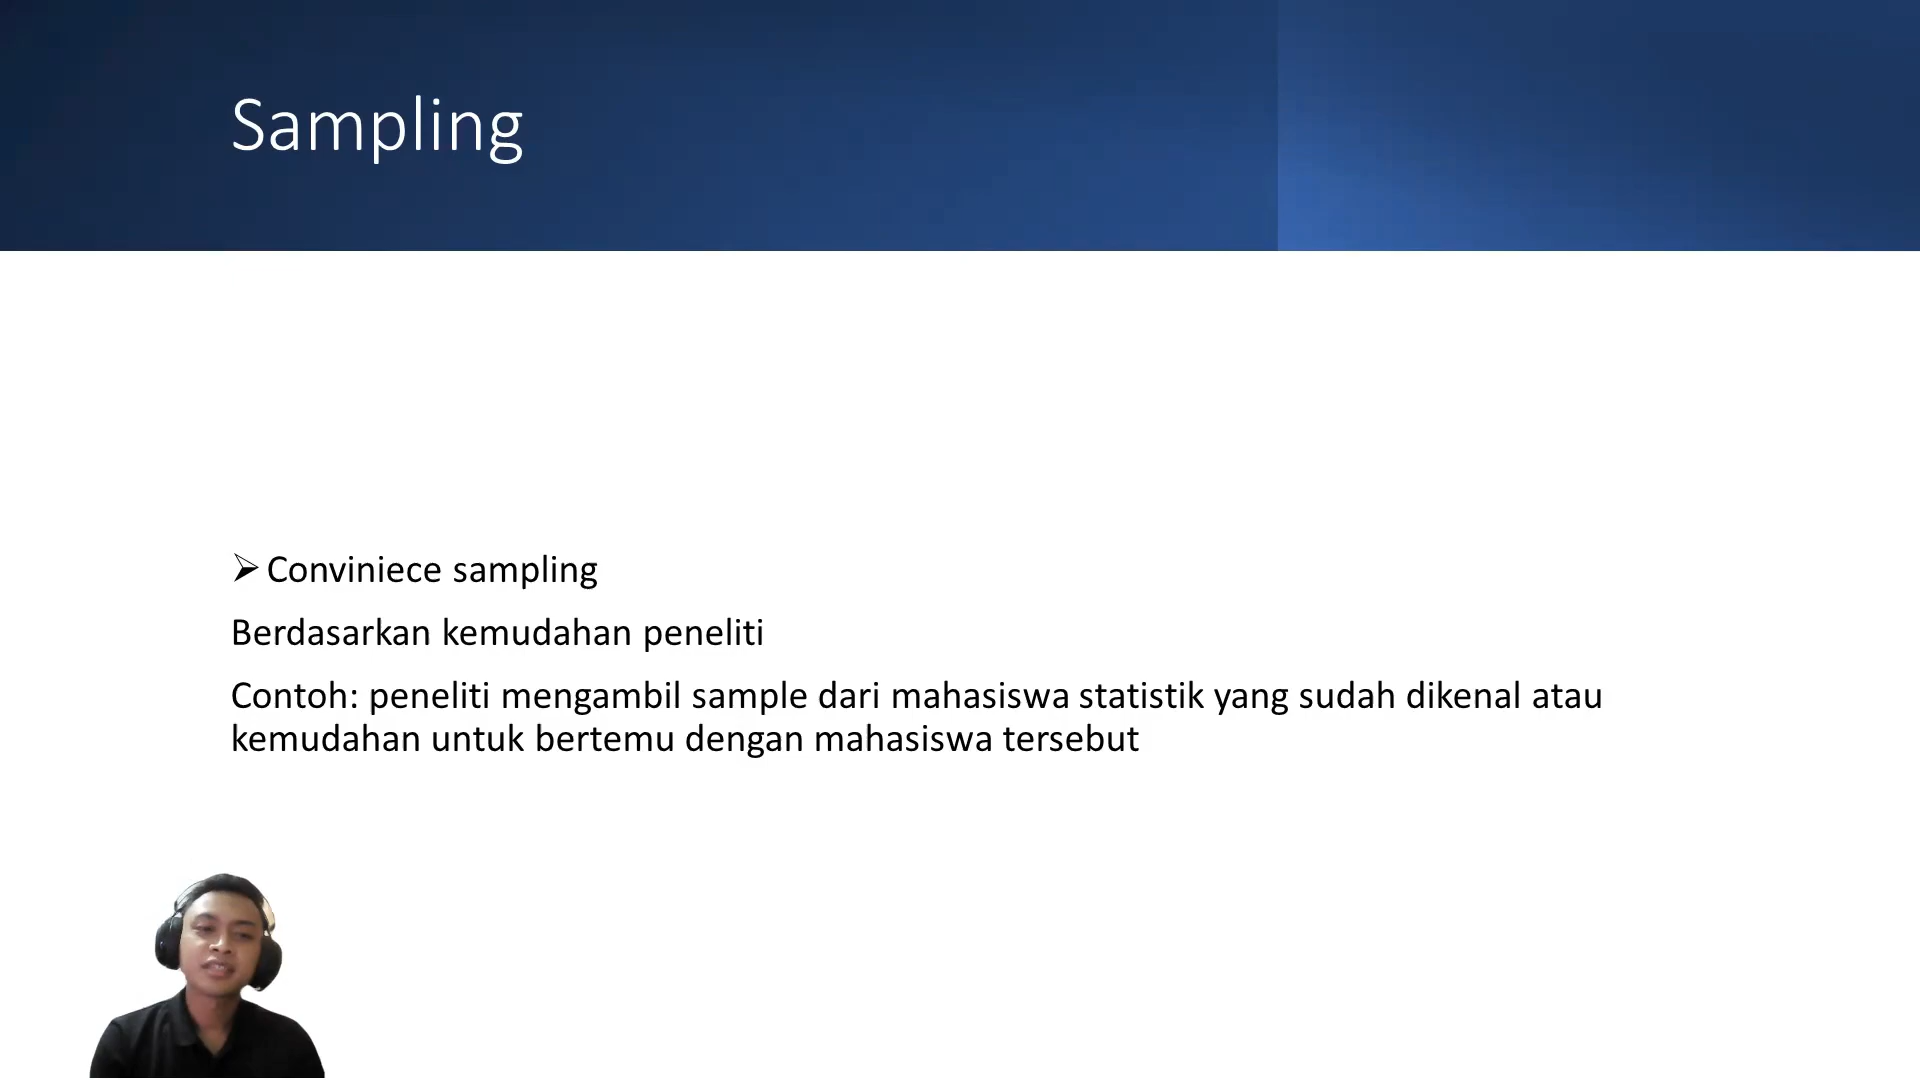 Sampling
Conviniece sampling
Berdasarkan kemudahan peneliti
Contoh: peneliti mengambil sample dari mahasiswa statistik yang sudah dikenal atau
kemudahan untuk bertemu dengan mahasiswa tersebut